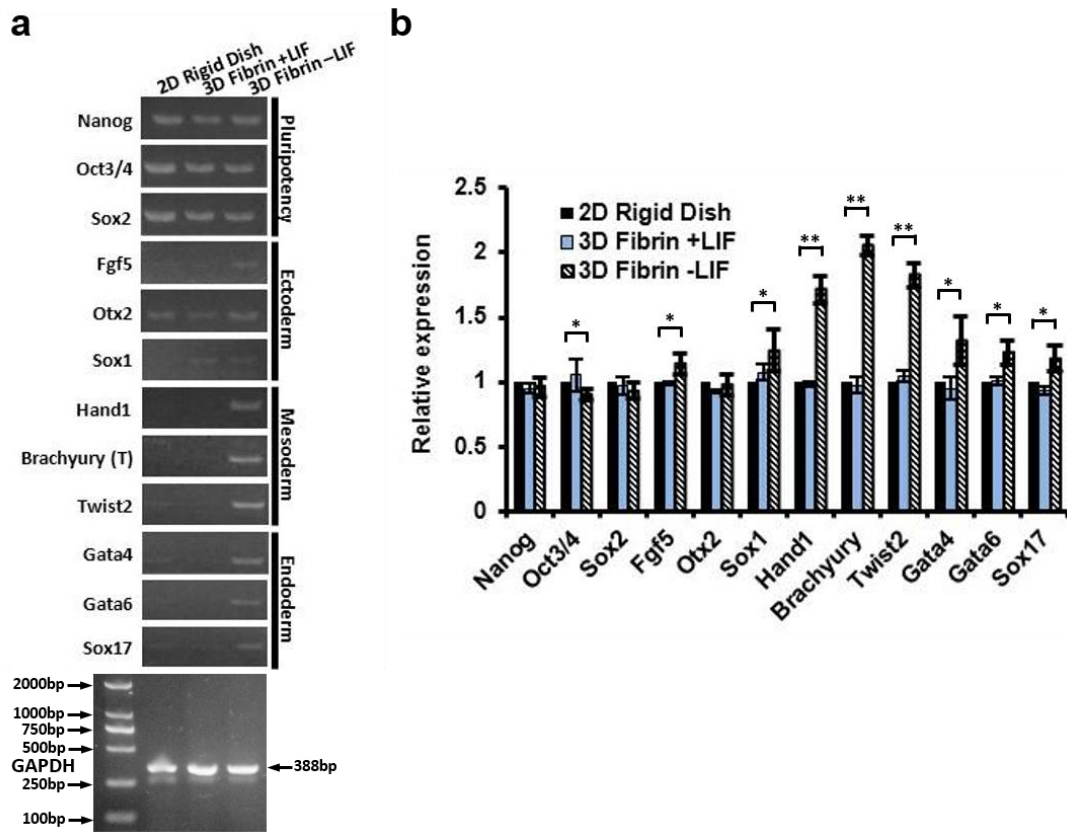 a
b
2D Rigid Dish
3D Fibrin +LIF
3D Fibrin –LIF
Nanog
Oct3/4
Sox2
Pluripotency
Fgf5
Otx2
Sox1
Ectoderm
Hand1
Brachyury (T)
Twist2
Mesoderm
Gata4
Gata6
Sox17
Endoderm
2000bp
1000bp
750bp
500bp
GAPDH
250bp
100bp
388bp
Relative expression
2.5
2
1.5
1
0.5
0
2D Rigid Dish
3D Fibrin +LIF
3D Fibrin -LIF
*
*
*
**
**
**
*
*
*
Nanog
Oct3/4
Sox2
Fgf5
Otx2
Sox1
Hand1
Brachyury
Twist2
Gata4
Gata6
Sox17